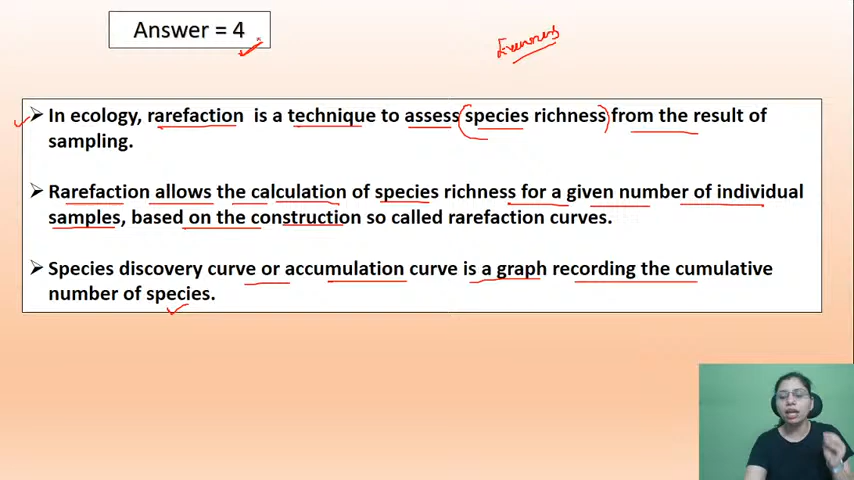 Answer = 4
Evenness
In ecology, rarefaction is a technique to assess species richness from the result of
sampling.
Rarefaction allows the calculation of species richness for a given number of individual
samples, based on the construction so called rarefaction curves.
Species discovery curve or accumulation curve is a graph recording the cumulative
number of species.